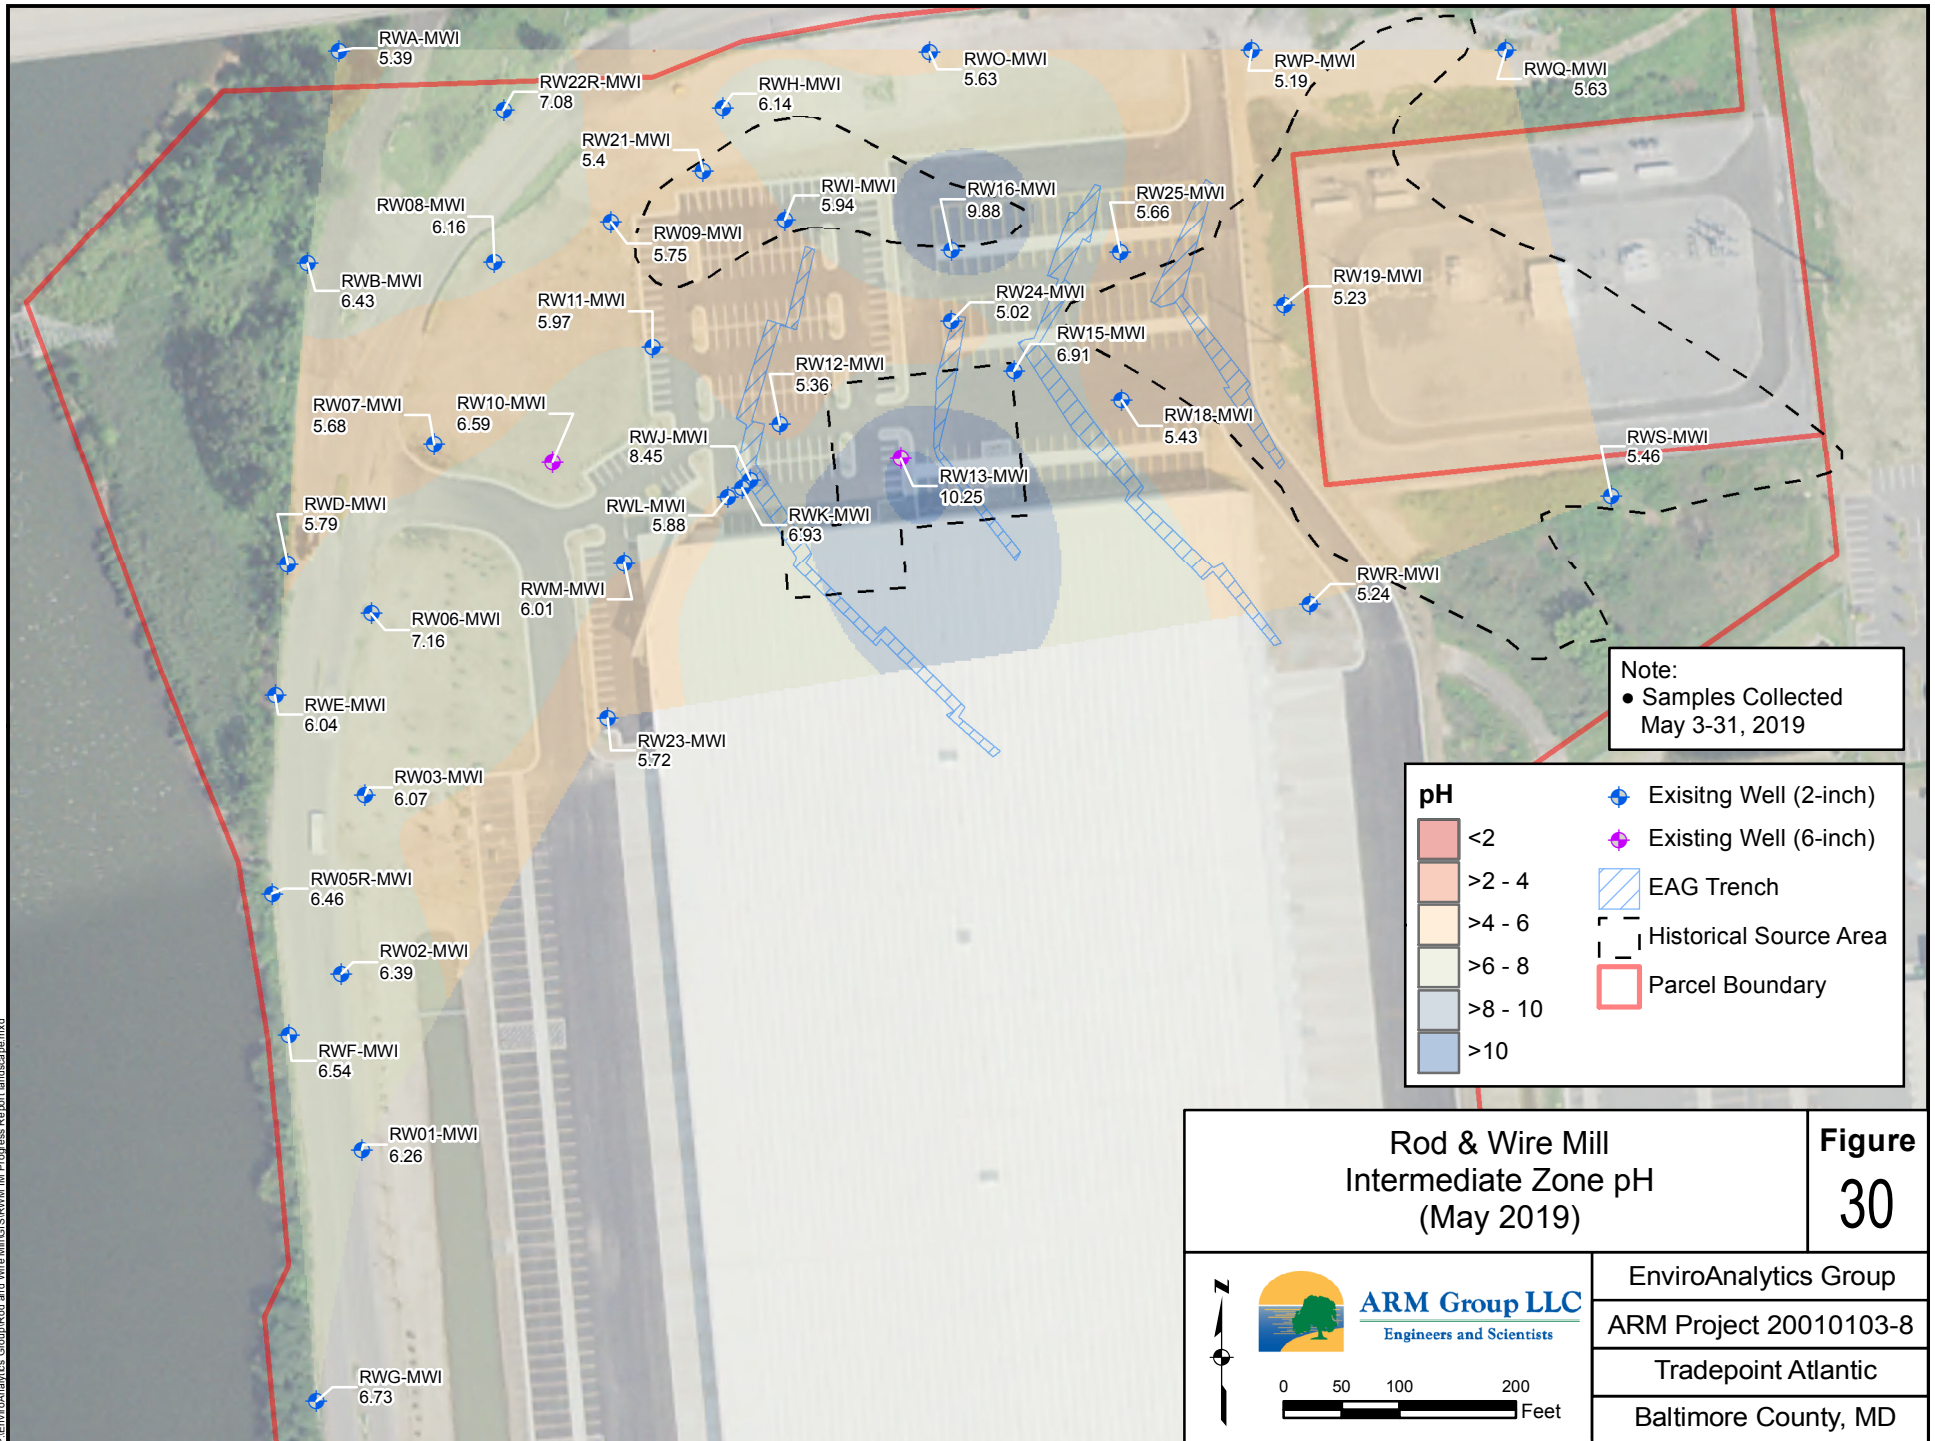 RWA-MWI
5.39
RW22R-MWI
7.08
RWH-MWI
6.14
RWO-MWI
5.63
RWP-MWI
5.19
RWQ-MWI
5.63
RW21-MWI
5.4
RWI-MWI
5.94
RW16-MWI
9.88
RW25-MWI
5.66
RW08-MWI
6.16
RW09-MWI
5.75
RWB-MWI
6.43
RW11-MWI
5.97
RW24-MWI
5.02
RW19-MWI
5.23
RW15-MWI
6.91
RW12-MWI
5.36
RW07-MWI
5.68
RW10-MWI
6.59
RWJ-MWI
8.45
RW18-MWI
5.43
RWS-MWI
5.46
RW13-MWI
10.25
RWD-MWI
5.79
RWL-MWI
5.88
RWK-MWI
6.93
RWM-MWI
6.01
RWR-MWI
5.24
RW06-MWI
7.16
RWE-MWI
6.04
RW23-MWI
5.72
RW03-MWI
6.07
RW05R-MWI
6.46
RW02-MWI
6.39
RWF-MWI
6.54
RW01-MWI
6.26
RWG-MWI
6.73
Note:
● Samples Collected
May 3-31, 2019
pH
<2
>2 - 4
>4 - 6
>6 - 8
>8 - 10
>10
Exisitng Well (2-inch)
Existing Well (6-inch)
EAG Trench
Historical Source Area
Parcel Boundary
Rod & Wire Mill
Intermediate Zone pH
(May 2019)
Figure
30
N
ARM Group LLC
Engineers and Scientists
0 50 100 200
Feet
EnviroAnalytics Group
ARM Project 20010103-8
Tradepoint Atlantic
Baltimore County, MD